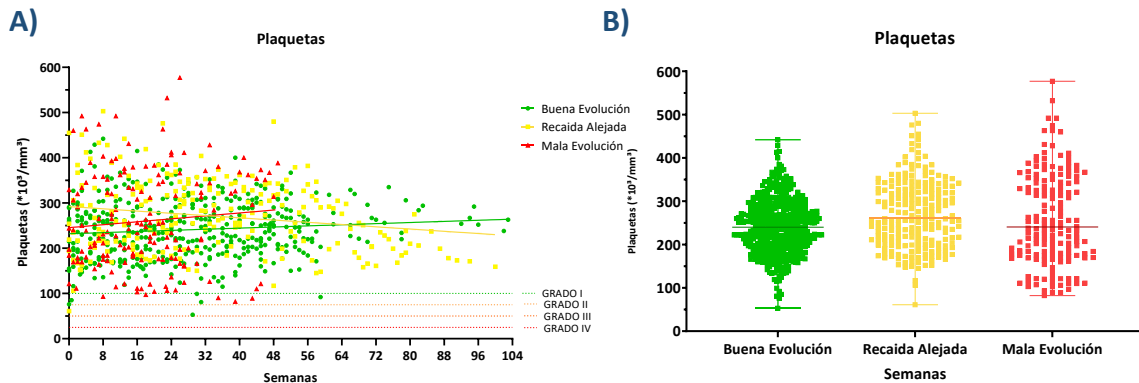 A)
Plaquetas
Plaquetas (*10³/mm³)
600
500
400
300
200
100
0
0 8 16 24 32 40 48 56 64 72 80 88 96 104
Semanas
GRADO I
GRADO II
GRADO III
GRADO IV
Buena Evolución
Recaida Alejada
Mala Evolución
B)
Plaquetas
Plaquetas (*10³/mm³)
600
500
400
300
200
100
0
Buena Evolución Recaida Alejada Mala Evolución
Semanas